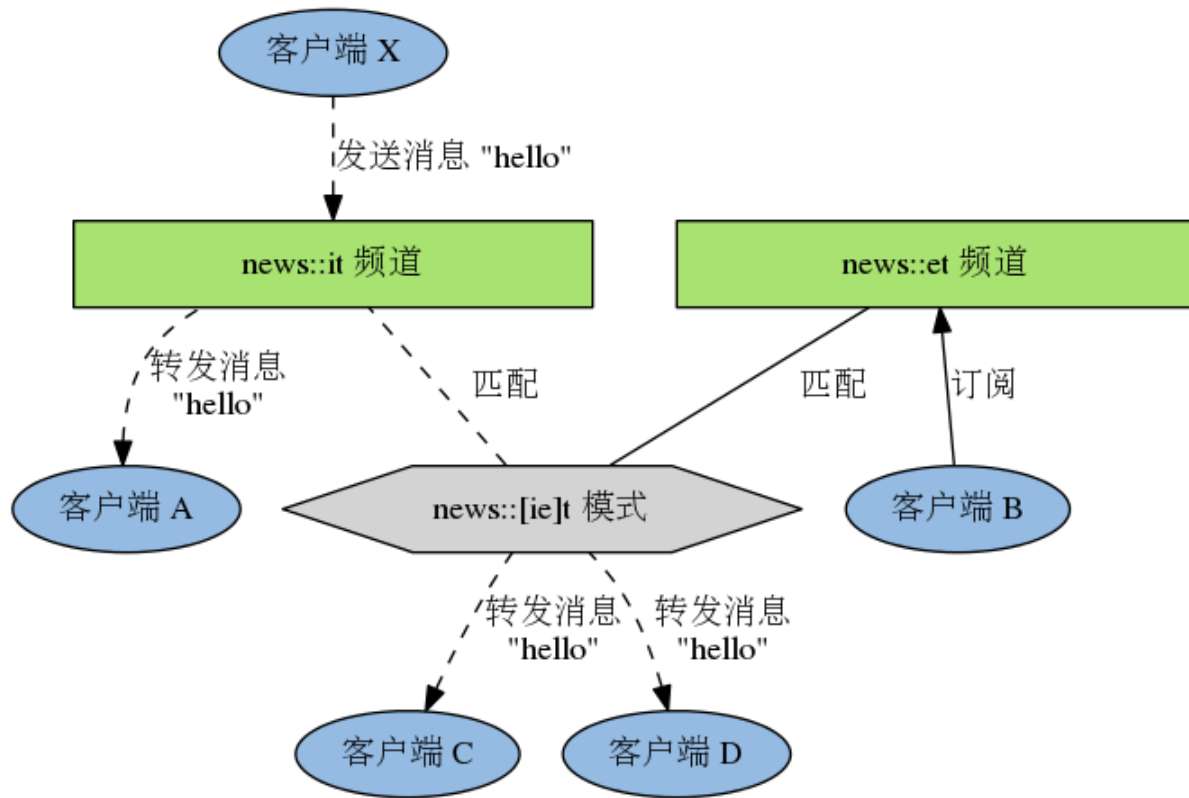 客户端 X
发送消息 "hello"
news::it 频道
news::et 频道
转发消息
"hello"
匹配
匹配
订阅
客户端 A
news::[ie]t 模式
客户端 B
转发消息
"hello"
转发消息
"hello"
客户端 C
客户端 D